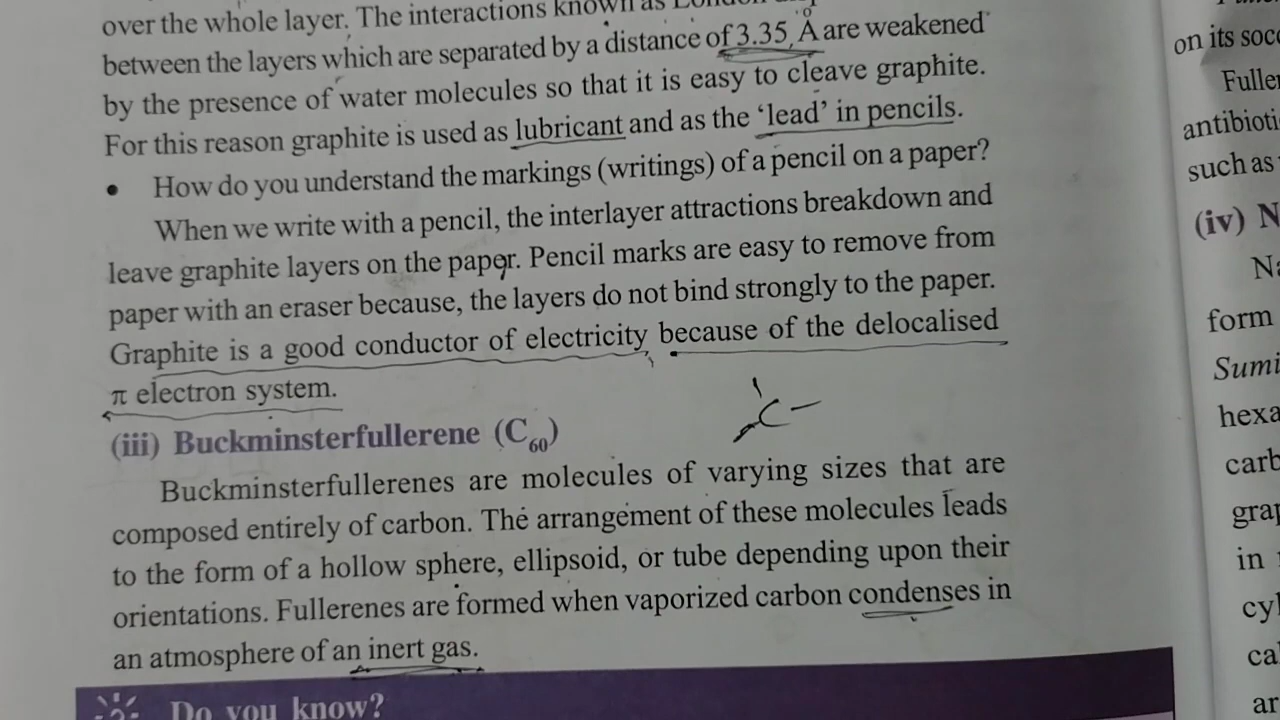 over the whole layer. The interactions known as London
between the layers which are separated by a distance of 3.35 Å are weakened
by the presence of water molecules so that it is easy to cleave graphite.
For this reason graphite is used as lubricant and as the ‘lead’ in pencils.
• How do you understand the markings (writings) of a pencil on a paper?
When we write with a pencil, the interlayer attractions breakdown and
leave graphite layers on the paper. Pencil marks are easy to remove from
paper with an eraser because, the layers do not bind strongly to the paper.
Graphite is a good conductor of electricity because of the delocalised
π electron system.
C
(iii) Buckminsterfullerene (C60)
Buckminsterfullerenes are molecules of varying sizes that are
composed entirely of carbon. The arrangement of these molecules leads
to the form of a hollow sphere, ellipsoid, or tube depending upon their
orientations. Fullerenes are formed when vaporized carbon condenses in
an atmosphere of an inert gas.
Do you know?
on its
antibioti
such as
(iv) N
Na
form
Sumi
hexa
carb
grap
in
cyl
ca
ar